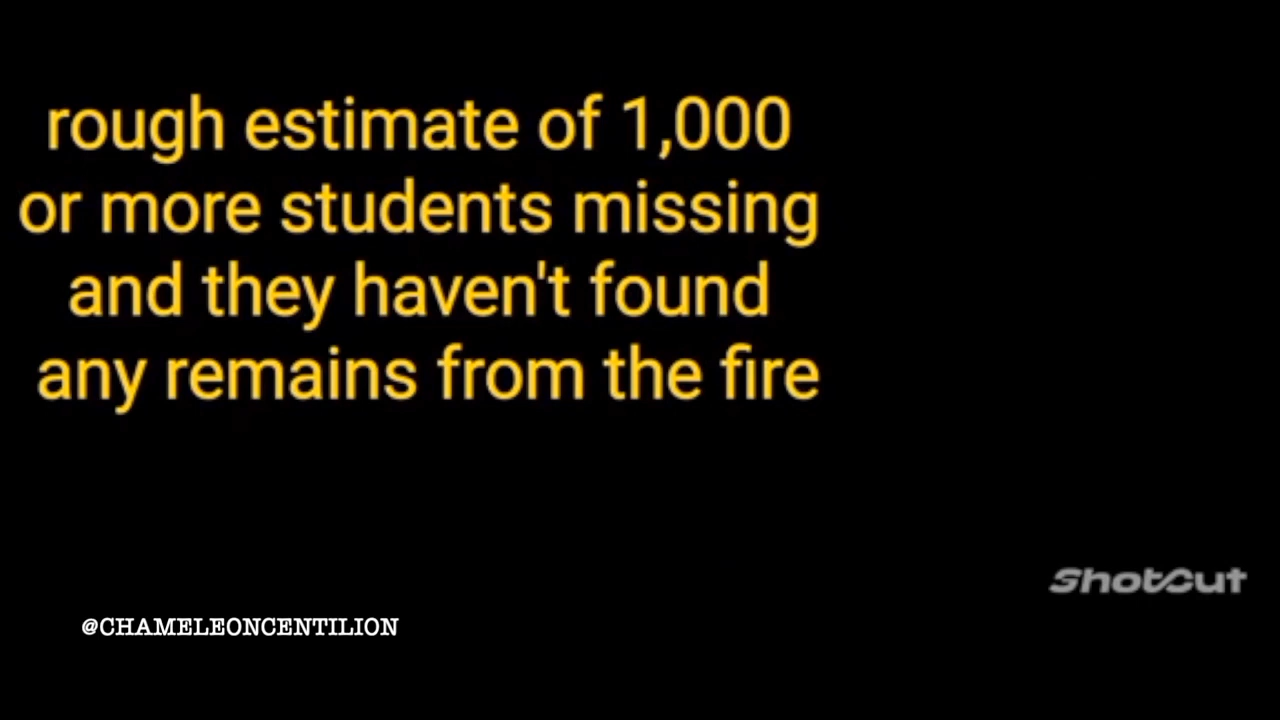 rough estimate of 1,000
or more students missing
and they haven't found
any remains from the fire
ShotCut
@CHAMELEONCENTILION